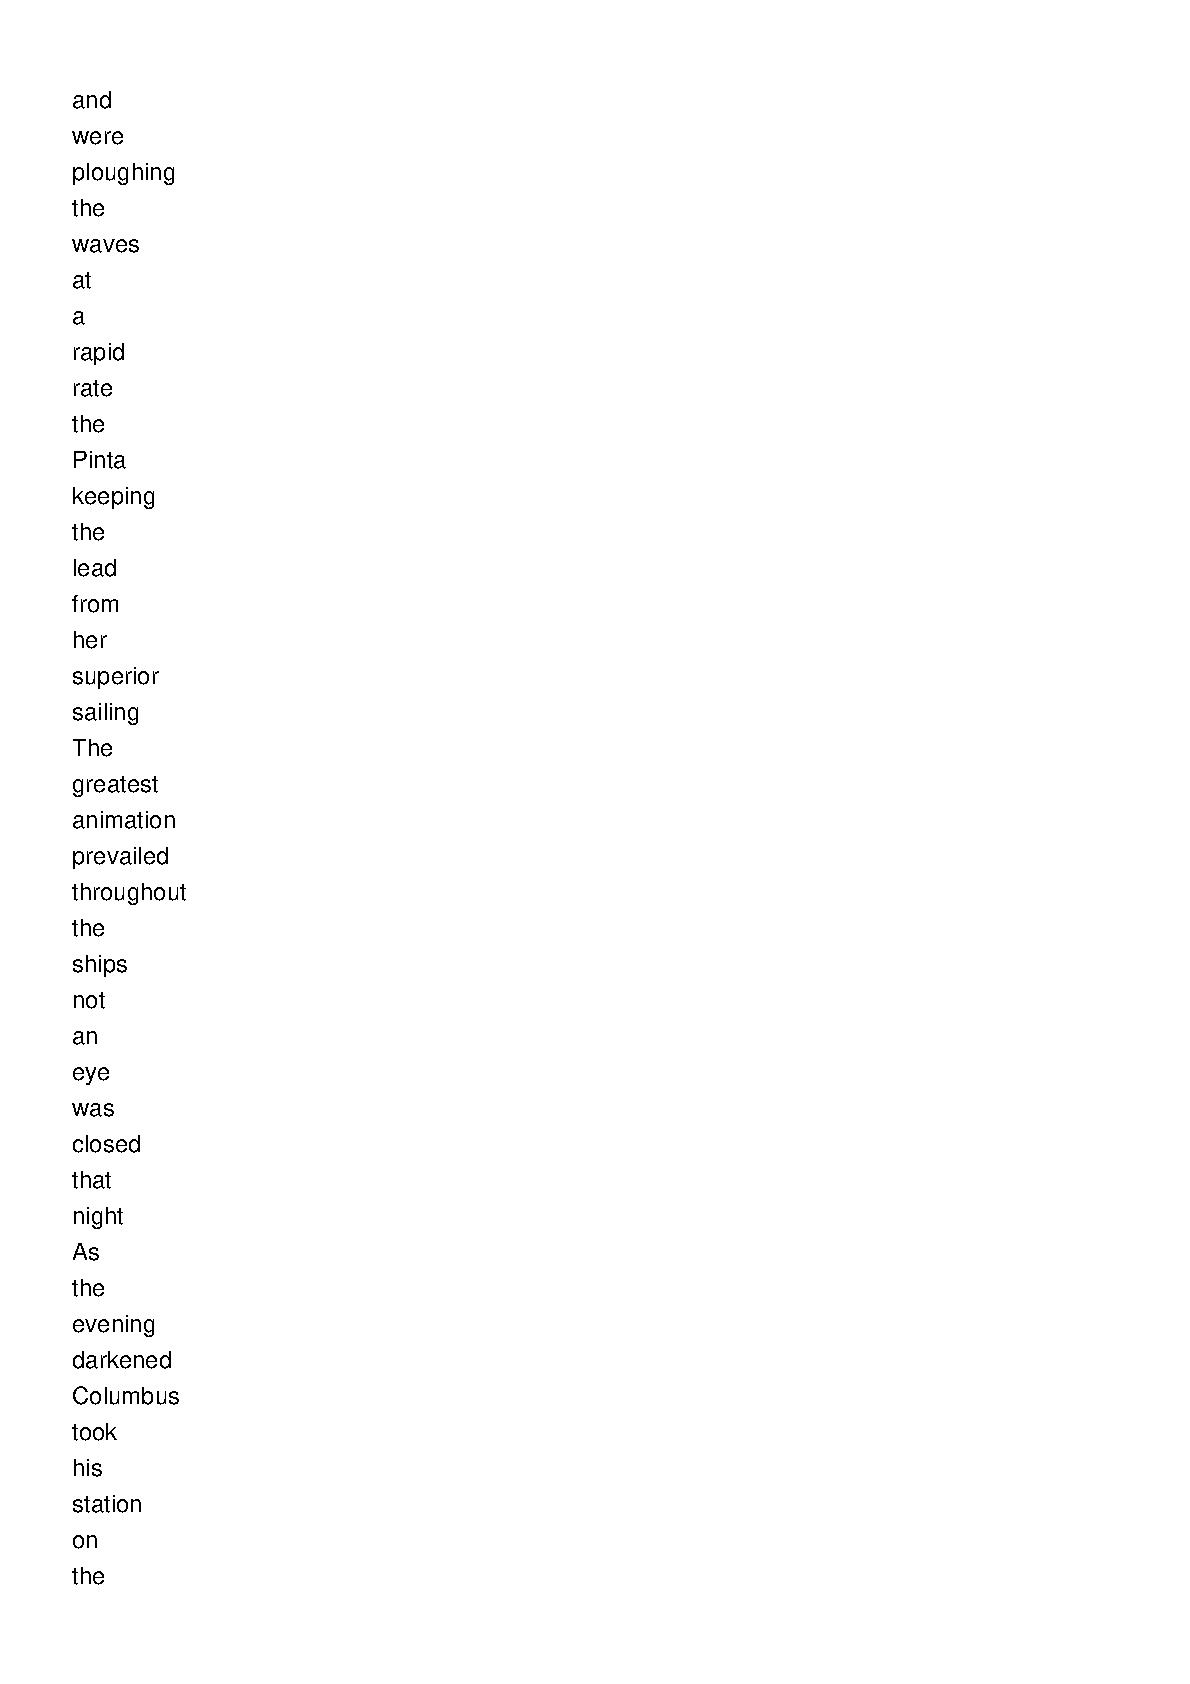 and
were
ploughing
the
waves
at
a
rapid
rate
the
Pinta
keeping
the
lead
from
her
superior
sailing
The
greatest
animation
prevailed
throughout
the
ships
not
an
eye
was
closed
that
night
As
the
evening
darkened
Columbus
took
his
station
on
the